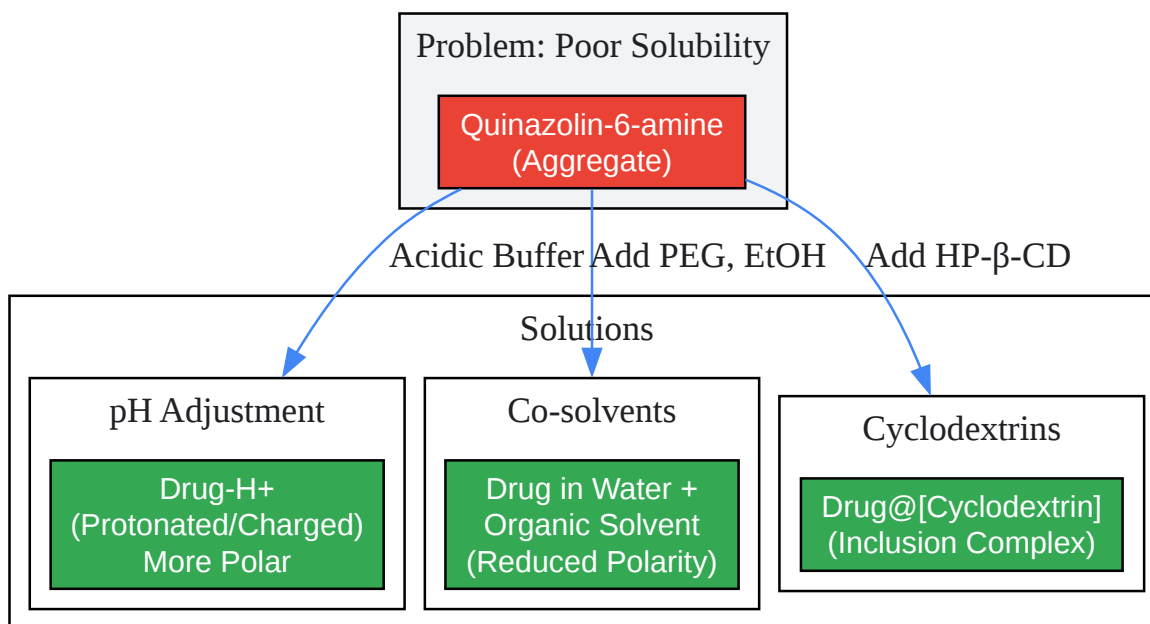 Problem: Poor Solubility
Quinazolin-6-amine
(Aggregate)
Acidic Buffer
Add PEG, EtOH
Add HP-β-CD
Solutions
pH Adjustment
Drug-H+
(Protonated/Charged)
More Polar
Co-solvents
Drug in Water +
Organic Solvent
(Reduced Polarity)
Cyclodextrins
Drug@[Cyclodextrin]
(Inclusion Complex)